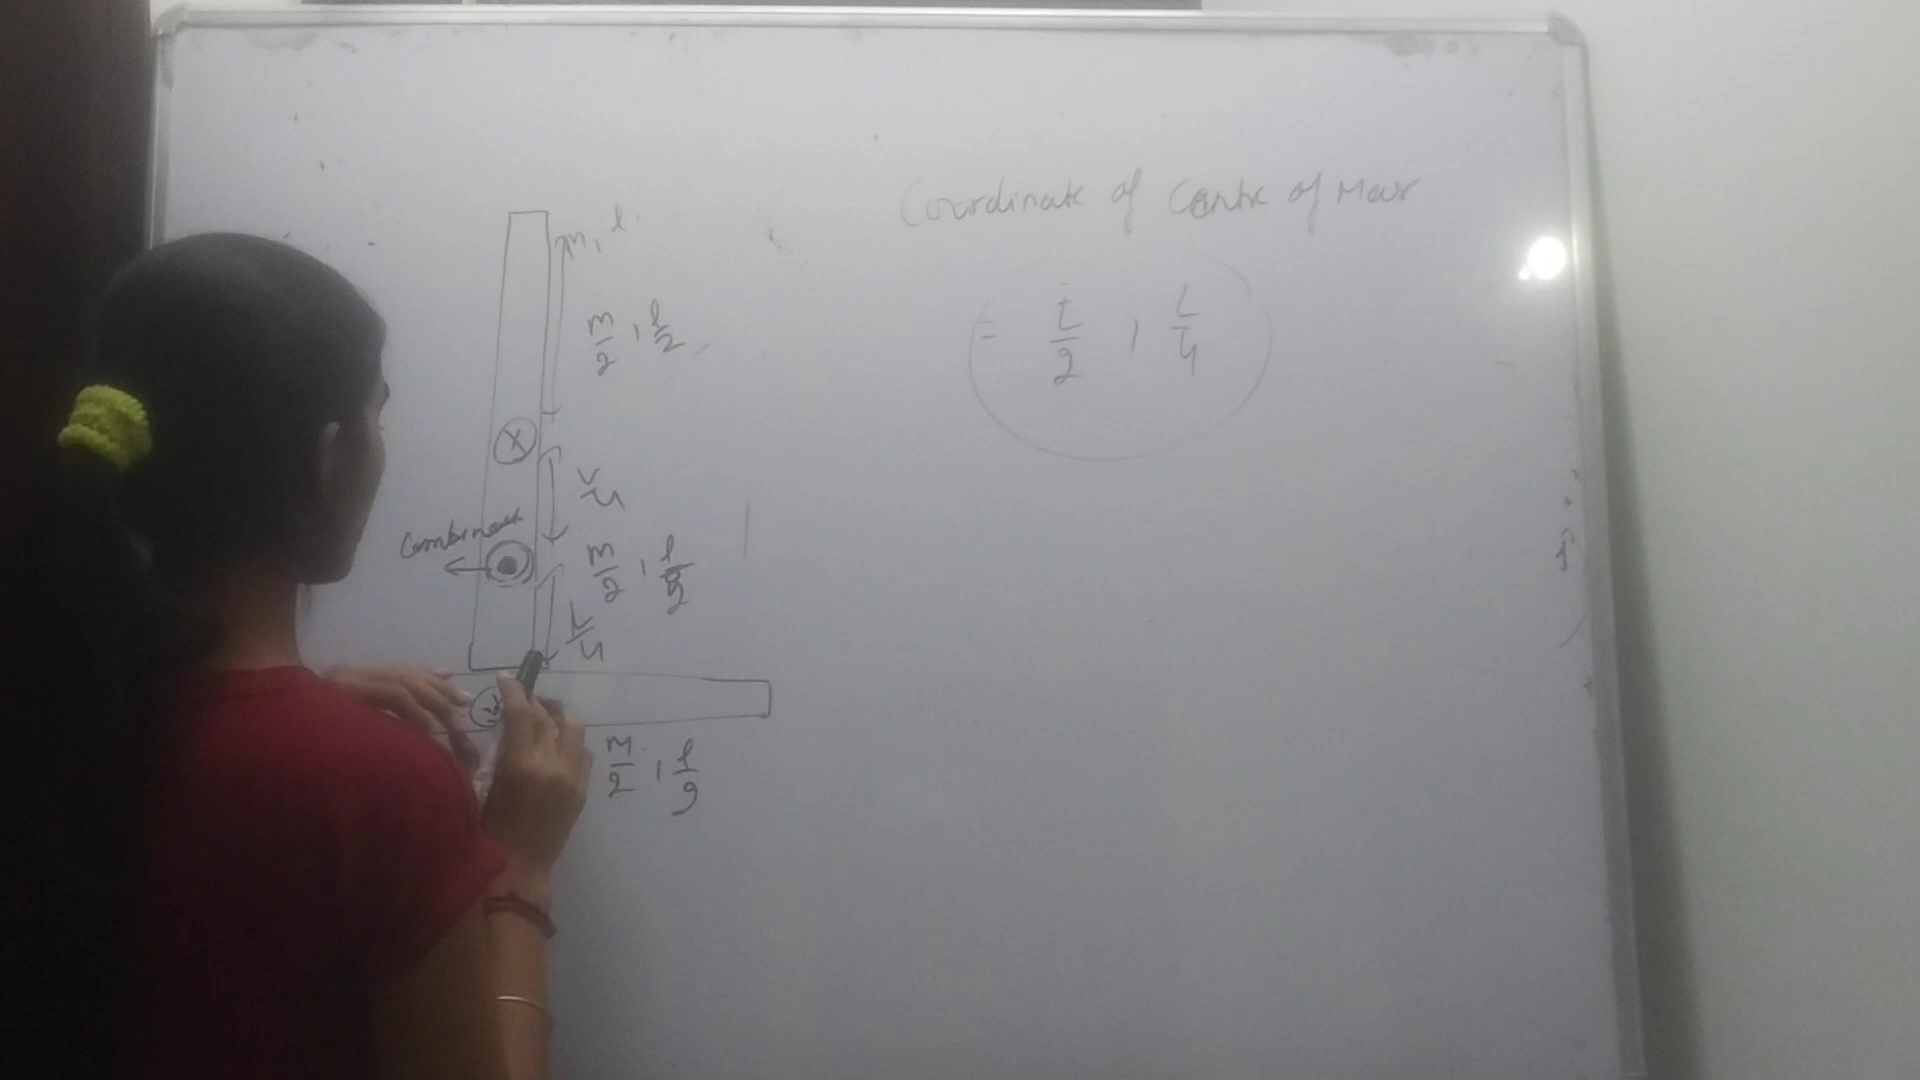 Coordinate of Centre of Mass
= L/2 , L/4
m, l
m/2 , l/2
L/4
Combined
m/2 , l/2
L/4
m/2 , l/2